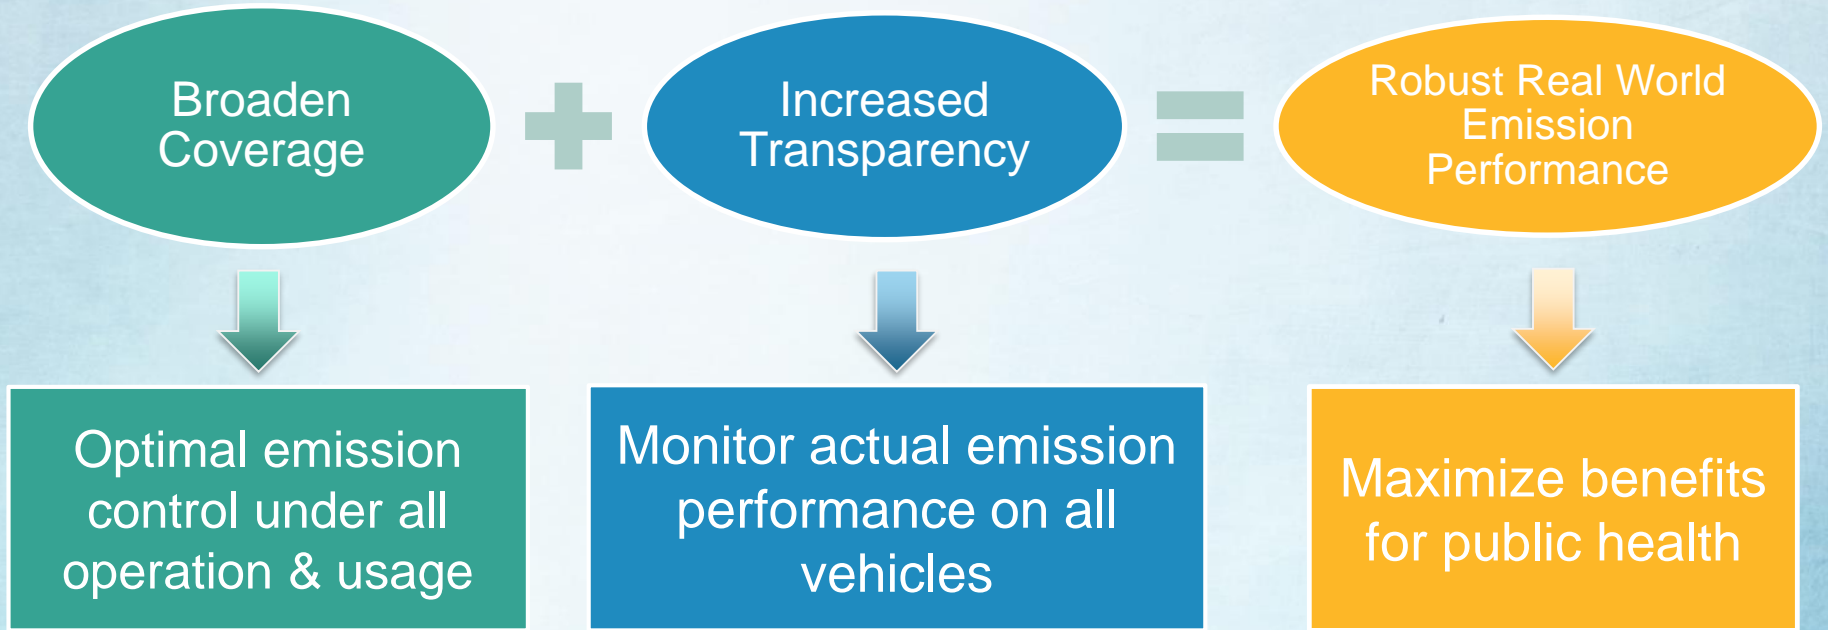 Broaden
Coverage
Increased
Transparency
Robust Real World
Emission
Performance
Optimal emission
control under all
operation & usage
Monitor actual emission
performance on all
vehicles
Maximize benefits
for public health